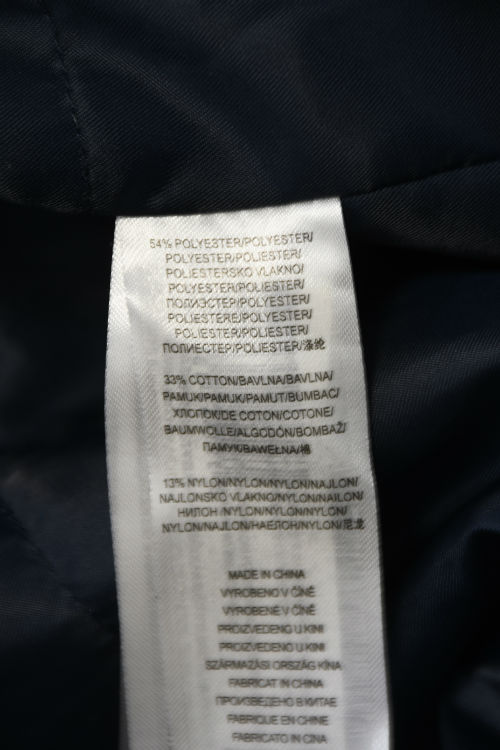 54% POLYESTER/POLYESTER/
POLYESTER/POLIESTER/
POLIESTERSKO VLAKNO/
POLYESTER/POLIESTER/
ПОЛИЭСТЕР/POLYESTER/
POLIESTERE/POLYESTER/
POLIESTER/POLIESTER/
ПОЛИЕСТЕР/POLIESTER/涤纶
33% COTTON/BAVLNA/BAVLNA/
PAMUK/PAMUK/PAMUT/BUMBAC/
ХЛОПОК/DE COTON/COTONE/
BAUMWOLLE/ALGODÓN/BOMBAŽ/
ПАМУК/BAWEŁNA/棉
13% NYLON/NYLON/NYLON/NAJLON/
NAJLONSKO VLAKNO/NYLON/NAILON/
НИЛОН /NYLON/NYLON/NYLON/
NYLON/NAJLON/НАЕЛОН/NYLON/尼龙
MADE IN CHINA
VYROBENO V ČÍNĚ
VYROBENÉ V ČÍNĚ
PROIZVEDENO U KINI
PROIZVEDENO U KINI
SZÁRMAZÁSI ORSZÁG KÍNA
FABRICAT IN CHINA
ПРОИЗВЕДЕНО В КИТАЕ
FABRIQUE EN CHINE
FABBRICATO IN CINA